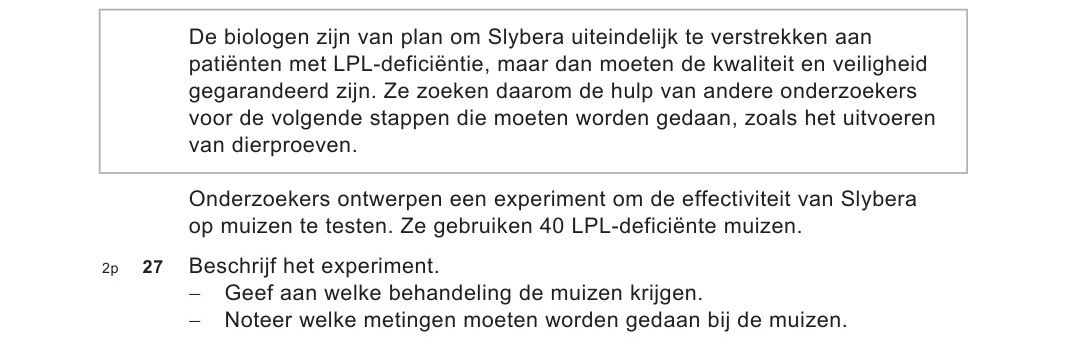 De biologen zijn van plan om Slybera uiteindelijk te verstrekken aan
patiënten met LPL-deficiëntie, maar dan moeten de kwaliteit en veiligheid
gegarandeerd zijn. Ze zoeken daarom de hulp van andere onderzoekers
voor de volgende stappen die moeten worden gedaan, zoals het uitvoeren
van dierproeven.
Onderzoekers ontwerpen een experiment om de effectiviteit van Slybera
op muizen te testen. Ze gebruiken 40 LPL-deficiënte muizen.
2p 27 Beschrijf het experiment.
– Geef aan welke behandeling de muizen krijgen.
– Noteer welke metingen moeten worden gedaan bij de muizen.